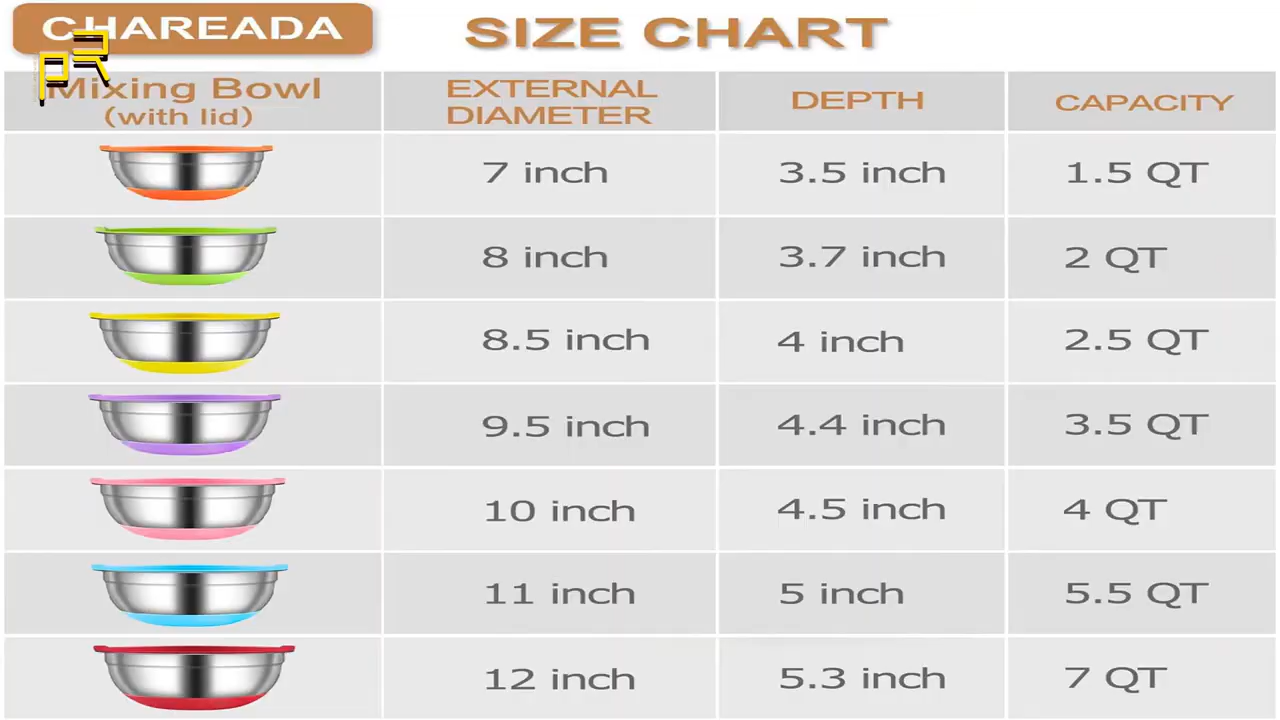 CHAREADA
SIZE CHART
PR
Mixing Bowl
(with lid)
EXTERNAL
DIAMETER
DEPTH
CAPACITY
7 inch
3.5 inch
1.5 QT
8 inch
3.7 inch
2 QT
8.5 inch
4 inch
2.5 QT
9.5 inch
4.4 inch
3.5 QT
10 inch
4.5 inch
4 QT
11 inch
5 inch
5.5 QT
12 inch
5.3 inch
7 QT